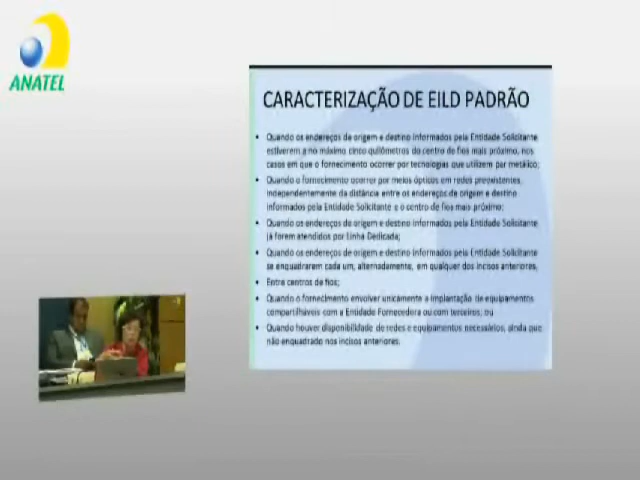 ANATEL
CARACTERIZAÇÃO DE EILD PADRÃO
• Quando os endereços de origem e destino informados pela Entidade Solicitante
estiverem a no máximo cinco quilômetros do centro de fios mais próximo, nos
casos em que o fornecimento ocorrer por tecnologias que utilizem par metálico;
• Quando o fornecimento ocorrer por meios ópticos em redes preexistentes,
independentemente da distância entre os endereços de origem e destino
informados pela Entidade Solicitante e o centro de fios mais próximo;
• Quando os endereços de origem e destino informados pela Entidade Solicitante
já forem atendidos por Linha Dedicada;
• Quando os endereços de origem e destino informados pela Entidade Solicitante
se enquadrarem cada um, alternadamente, em qualquer dos incisos anteriores.
• Entre centros de fios;
• Quando o fornecimento envolver unicamente a implantação de equipamentos
compartilháveis com a Entidade Fornecedora ou com terceiros; ou
• Quando houver disponibilidade de redes e equipamentos necessários, ainda que
não enquadrado nos incisos anteriores.